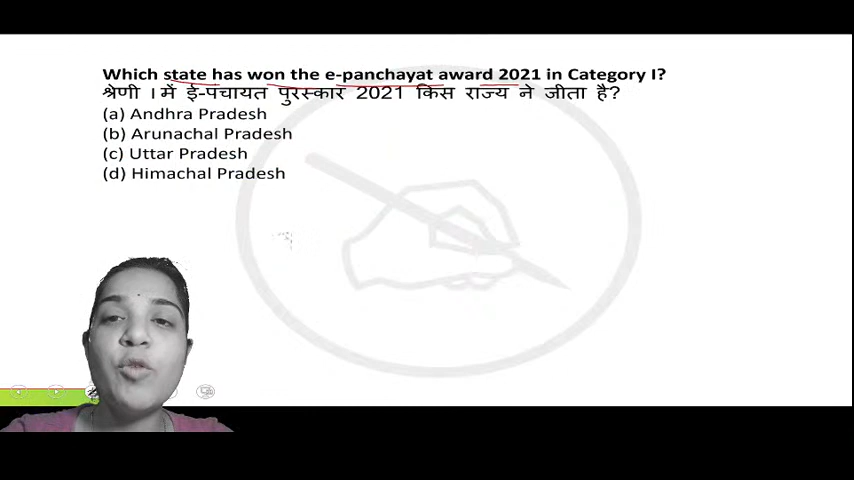 Which state has won the e-panchayat award 2021 in Category I?
श्रेणी I में ई-पंचायत पुरस्कार 2021 किस राज्य ने जीता है?
(a) Andhra Pradesh
(b) Arunachal Pradesh
(c) Uttar Pradesh
(d) Himachal Pradesh